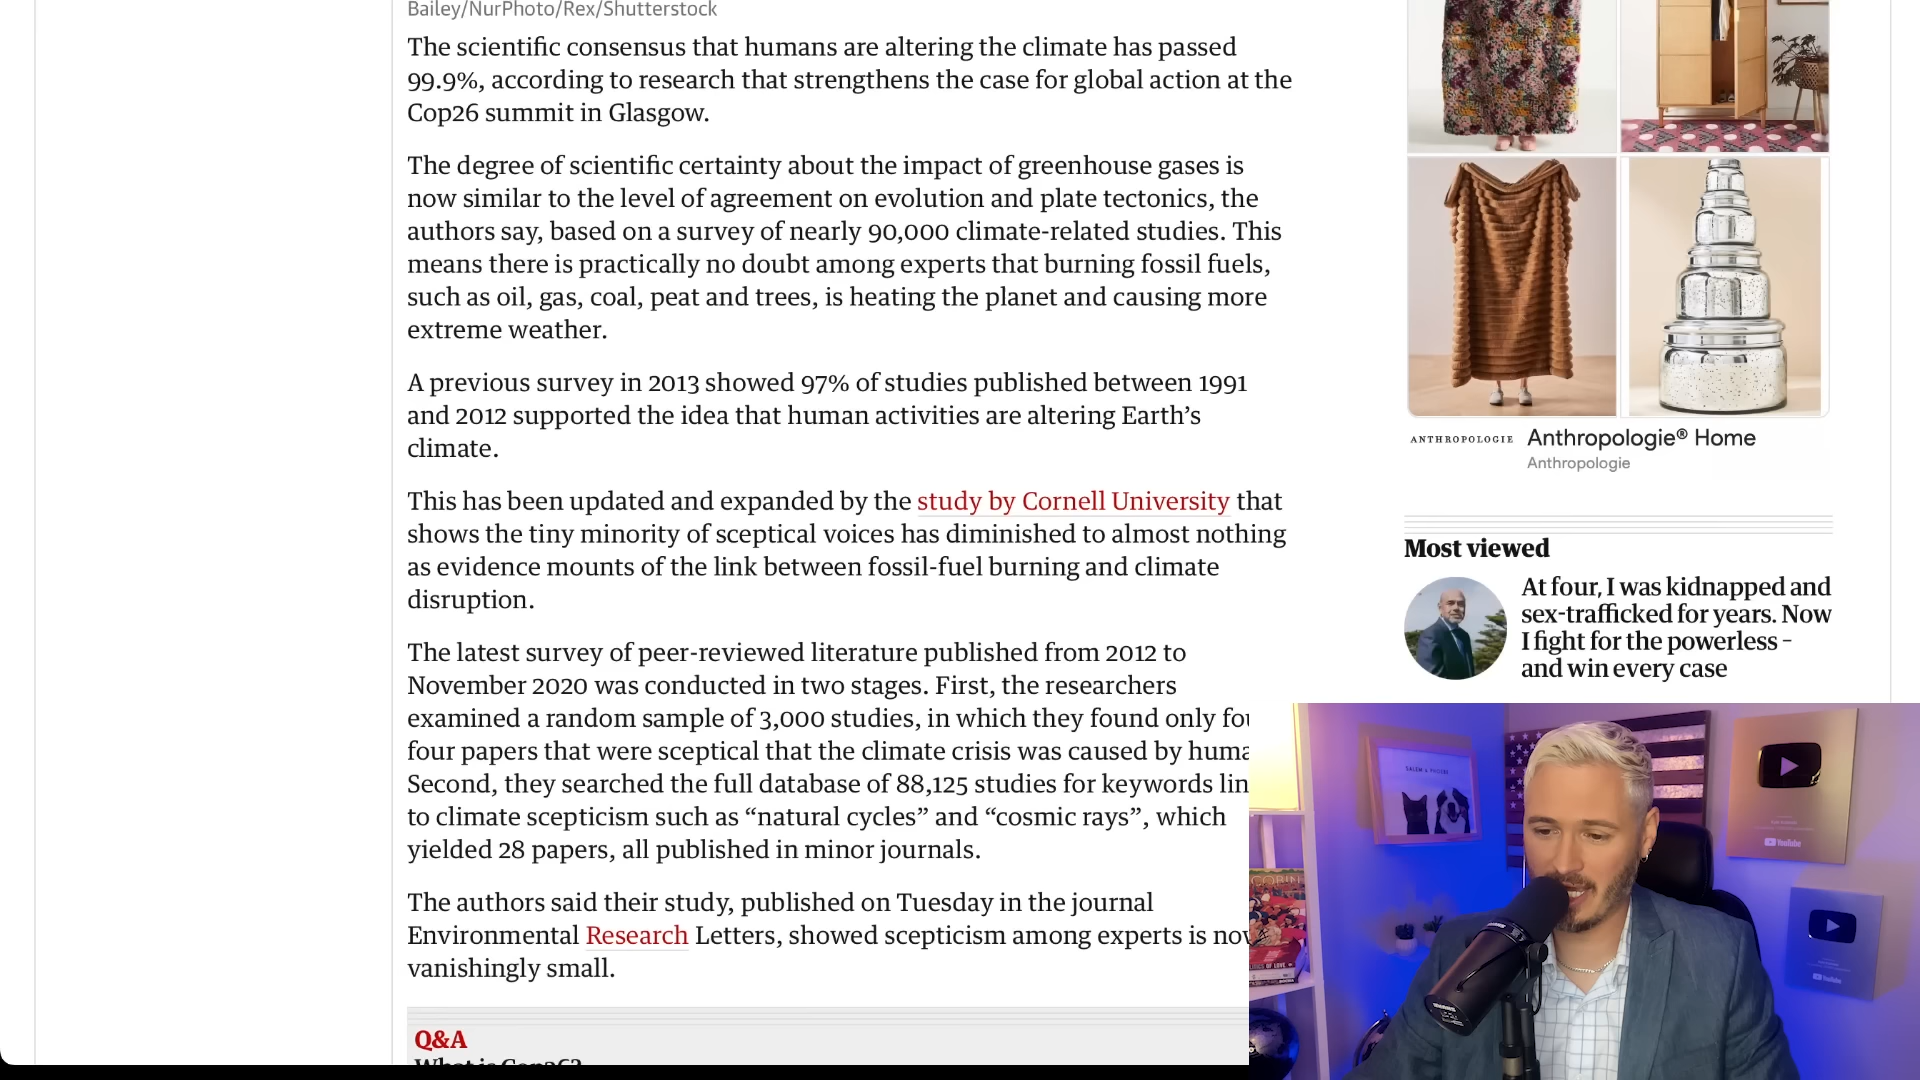 Bailey/NurPhoto/Rex/Shutterstock
The scientific consensus that humans are altering the climate has passed
99.9%, according to research that strengthens the case for global action at the
Cop26 summit in Glasgow.
The degree of scientific certainty about the impact of greenhouse gases is
now similar to the level of agreement on evolution and plate tectonics, the
authors say, based on a survey of nearly 90,000 climate-related studies. This
means there is practically no doubt among experts that burning fossil fuels,
such as oil, gas, coal, peat and trees, is heating the planet and causing more
extreme weather.
A previous survey in 2013 showed 97% of studies published between 1991
and 2012 supported the idea that human activities are altering Earth’s
climate.
This has been updated and expanded by the study by Cornell University that
shows the tiny minority of sceptical voices has diminished to almost nothing
as evidence mounts of the link between fossil-fuel burning and climate
disruption.
The latest survey of peer-reviewed literature published from 2012 to
November 2020 was conducted in two stages. First, the researchers
examined a random sample of 3,000 studies, in which they found only fou
four papers that were sceptical that the climate crisis was caused by huma
Second, they searched the full database of 88,125 studies for keywords lin
to climate scepticism such as “natural cycles” and “cosmic rays”, which
yielded 28 papers, all published in minor journals.
The authors said their study, published on Tuesday in the journal
Environmental Research Letters, showed scepticism among experts is nov
vanishingly small.
Q&A
What is Cop26?
ANTHROPOLOGIE
Anthropologie® Home
Anthropologie
Most viewed
At four, I was kidnapped and
sex-trafficked for years. Now
I fight for the powerless –
and win every case
SALEM & PHOEBE
YouTube
YouTube